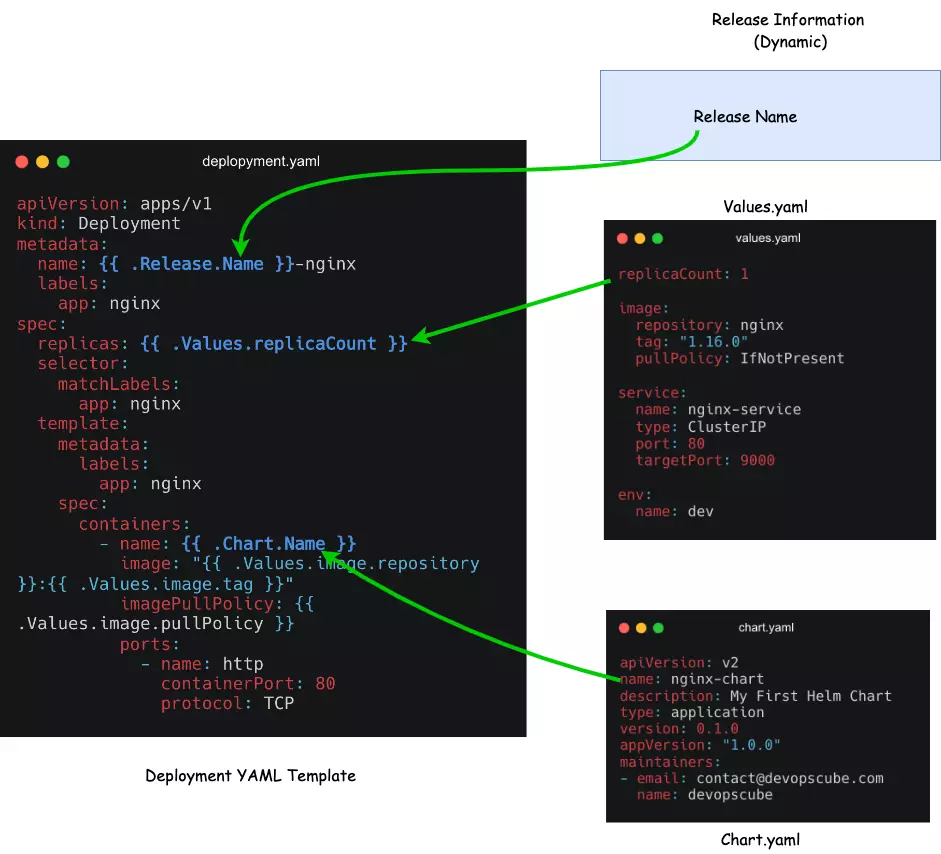 Release Information
(Dynamic)
Release Name
deplopyment.yaml
apiVersion: apps/v1
kind: Deployment
metadata:
  name: {{ .Release.Name }}-nginx
  labels:
    app: nginx
spec:
  replicas: {{ .Values.replicaCount }}
  selector:
    matchLabels:
      app: nginx
  template:
    metadata:
      labels:
        app: nginx
    spec:
      containers:
        - name: {{ .Chart.Name }}
          image: "{{ .Values.image.repository
}}:{{ .Values.image.tag }}"
          imagePullPolicy: {{
.Values.image.pullPolicy }}
          ports:
            - name: http
              containerPort: 80
              protocol: TCP
Deployment YAML Template
Values.yaml
values.yaml
replicaCount: 1
image:
  repository: nginx
  tag: "1.16.0"
  pullPolicy: IfNotPresent
service:
  name: nginx-service
  type: ClusterIP
  port: 80
  targetPort: 9000
env:
  name: dev
chart.yaml
apiVersion: v2
name: nginx-chart
description: My First Helm Chart
type: application
version: 0.1.0
appVersion: "1.0.0"
maintainers:
- email: contact@devopscube.com
  name: devopscube
Chart.yaml